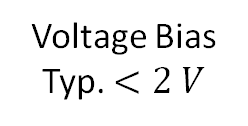 Voltage Bias
Typ. < 2 V